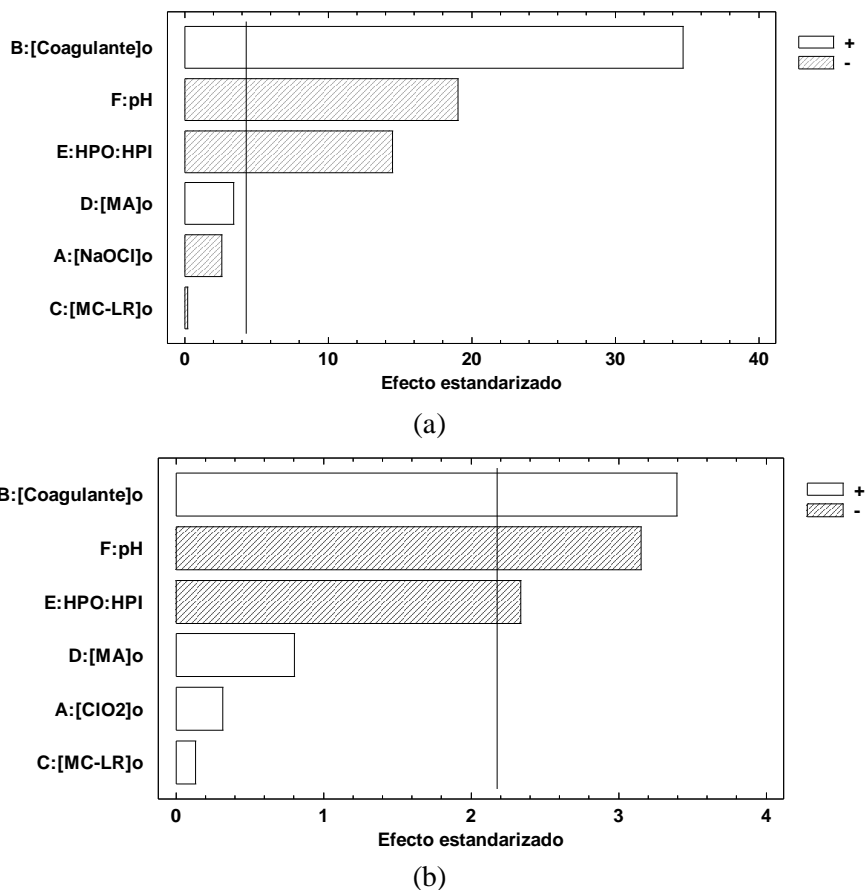 B:[Coagulante]o
F:pH
E:HPO:HPI
D:[MA]o
A:[NaOCl]o
C:[MC-LR]o
+
-
0 10 20 30 40
Efecto estandarizado
(a)
B:[Coagulante]o
F:pH
E:HPO:HPI
D:[MA]o
A:[ClO2]o
C:[MC-LR]o
+
-
0 1 2 3 4
Efecto estandarizado
(b)